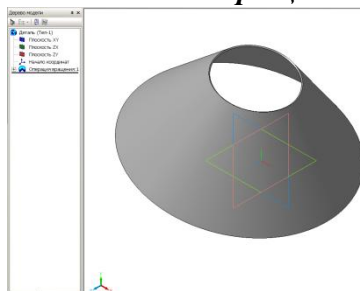 Дерево модели
Деталь (Тел-1)
Плоскость XY
Плоскость ZX
Плоскость ZY
Начало координат
Операция вращения:1